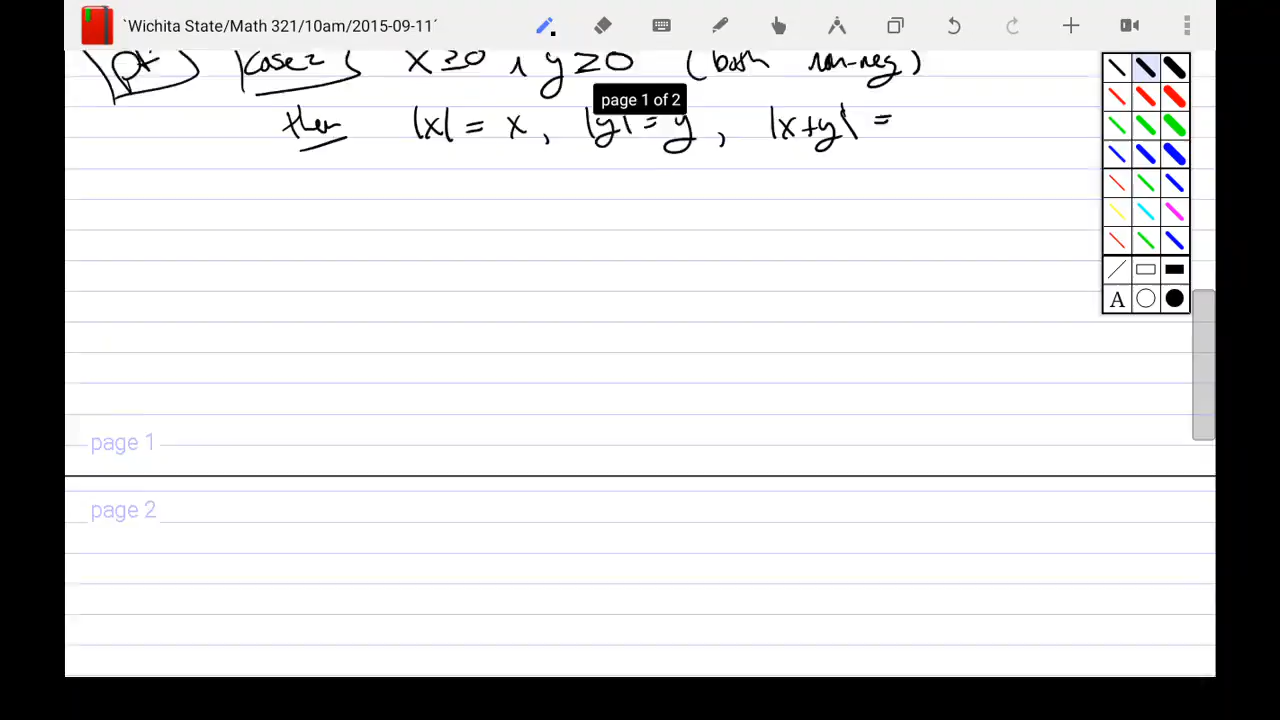 `Wichita State/Math 321/10am/2015-09-11`
pf case 2 x ≥ 0 , y ≥ 0 (both non-neg)
page 1 of 2
then |x| = x , |y| = y , |x+y| =
A
page 1
page 2